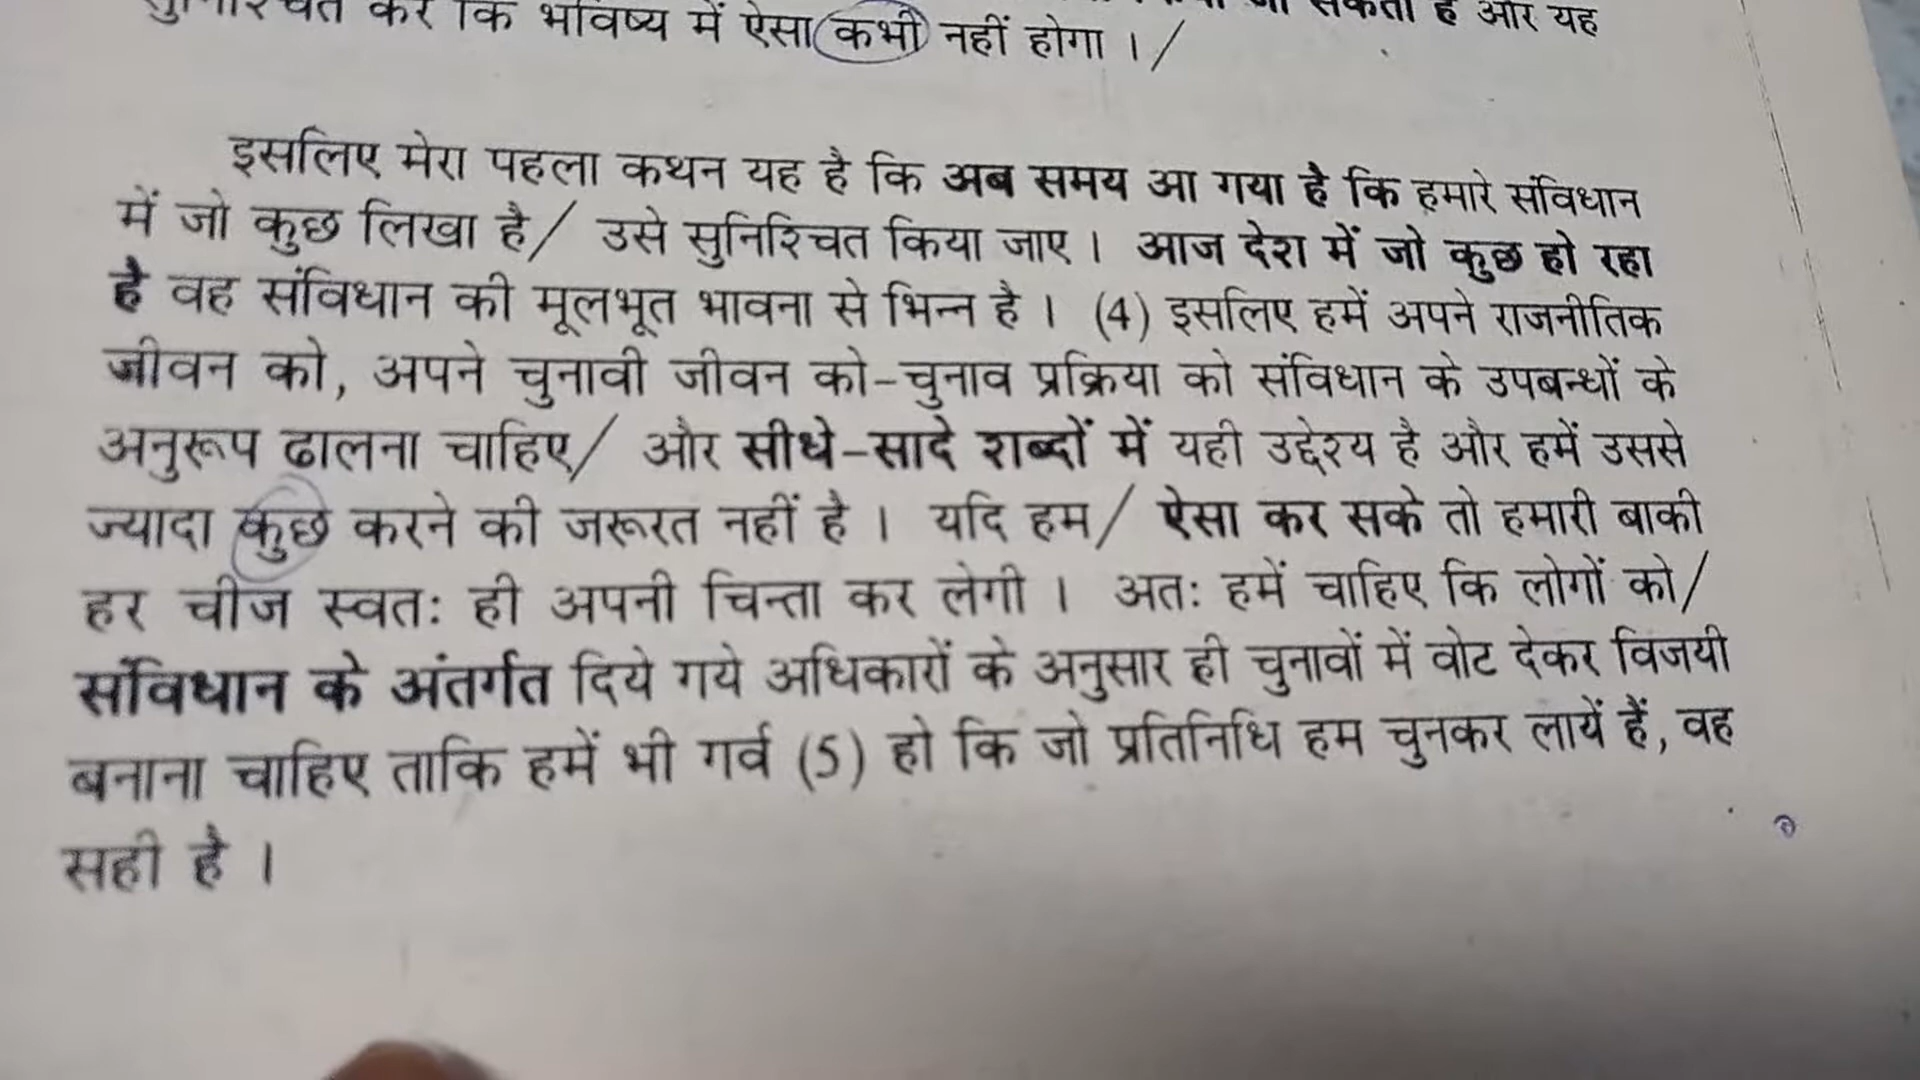 सकता है और यह
सुनिश्चित करें कि भविष्य में ऐसा कभी नहीं होगा ।/
इसलिए मेरा पहला कथन यह है कि अब समय आ गया है कि हमारे संविधान
में जो कुछ लिखा है/ उसे सुनिश्चित किया जाए । आज देश में जो कुछ हो रहा
है वह संविधान की मूलभूत भावना से भिन्न है । (4) इसलिए हमें अपने राजनीतिक
जीवन को, अपने चुनावी जीवन को-चुनाव प्रक्रिया को संविधान के उपबन्धों के
अनुरूप ढालना चाहिए/ और सीधे-सादे शब्दों में यही उद्देश्य है और हमें उससे
ज्यादा कुछ करने की जरूरत नहीं है । यदि हम/ ऐसा कर सके तो हमारी बाकी
हर चीज स्वतः ही अपनी चिन्ता कर लेगी । अतः हमें चाहिए कि लोगों को/
संविधान के अंतर्गत दिये गये अधिकारों के अनुसार ही चुनावों में वोट देकर विजयी
बनाना चाहिए ताकि हमें भी गर्व (5) हो कि जो प्रतिनिधि हम चुनकर लायें हैं, वह
सही है ।